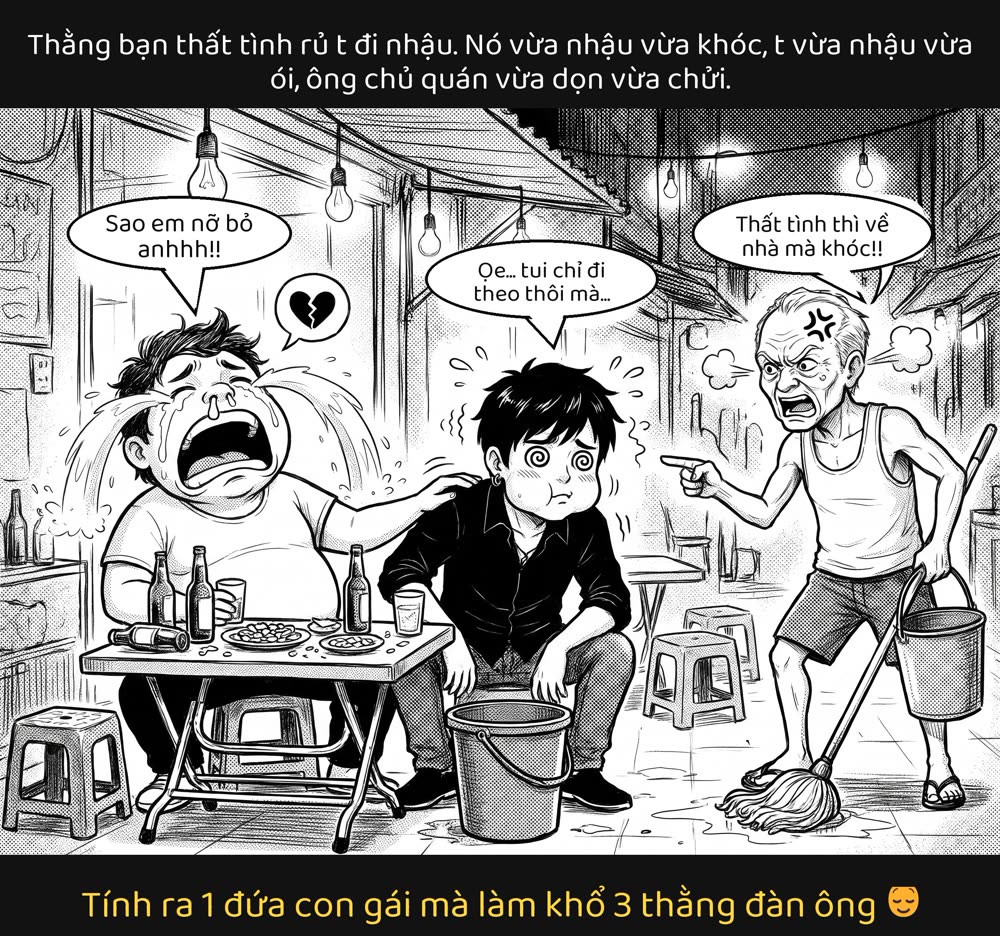 Thằng bạn thất tình rủ t đi nhậu. Nó vừa nhậu vừa khóc, t vừa nhậu vừa
ói, ông chủ quán vừa dọn vừa chửi.
Sao em nỡ bỏ
anhhh!!
Ọe... tui chỉ đi
theo thôi mà...
Thất tình thì về
nhà mà khóc!!
Tính ra 1 đứa con gái mà làm khổ 3 thằng đàn ông 😌